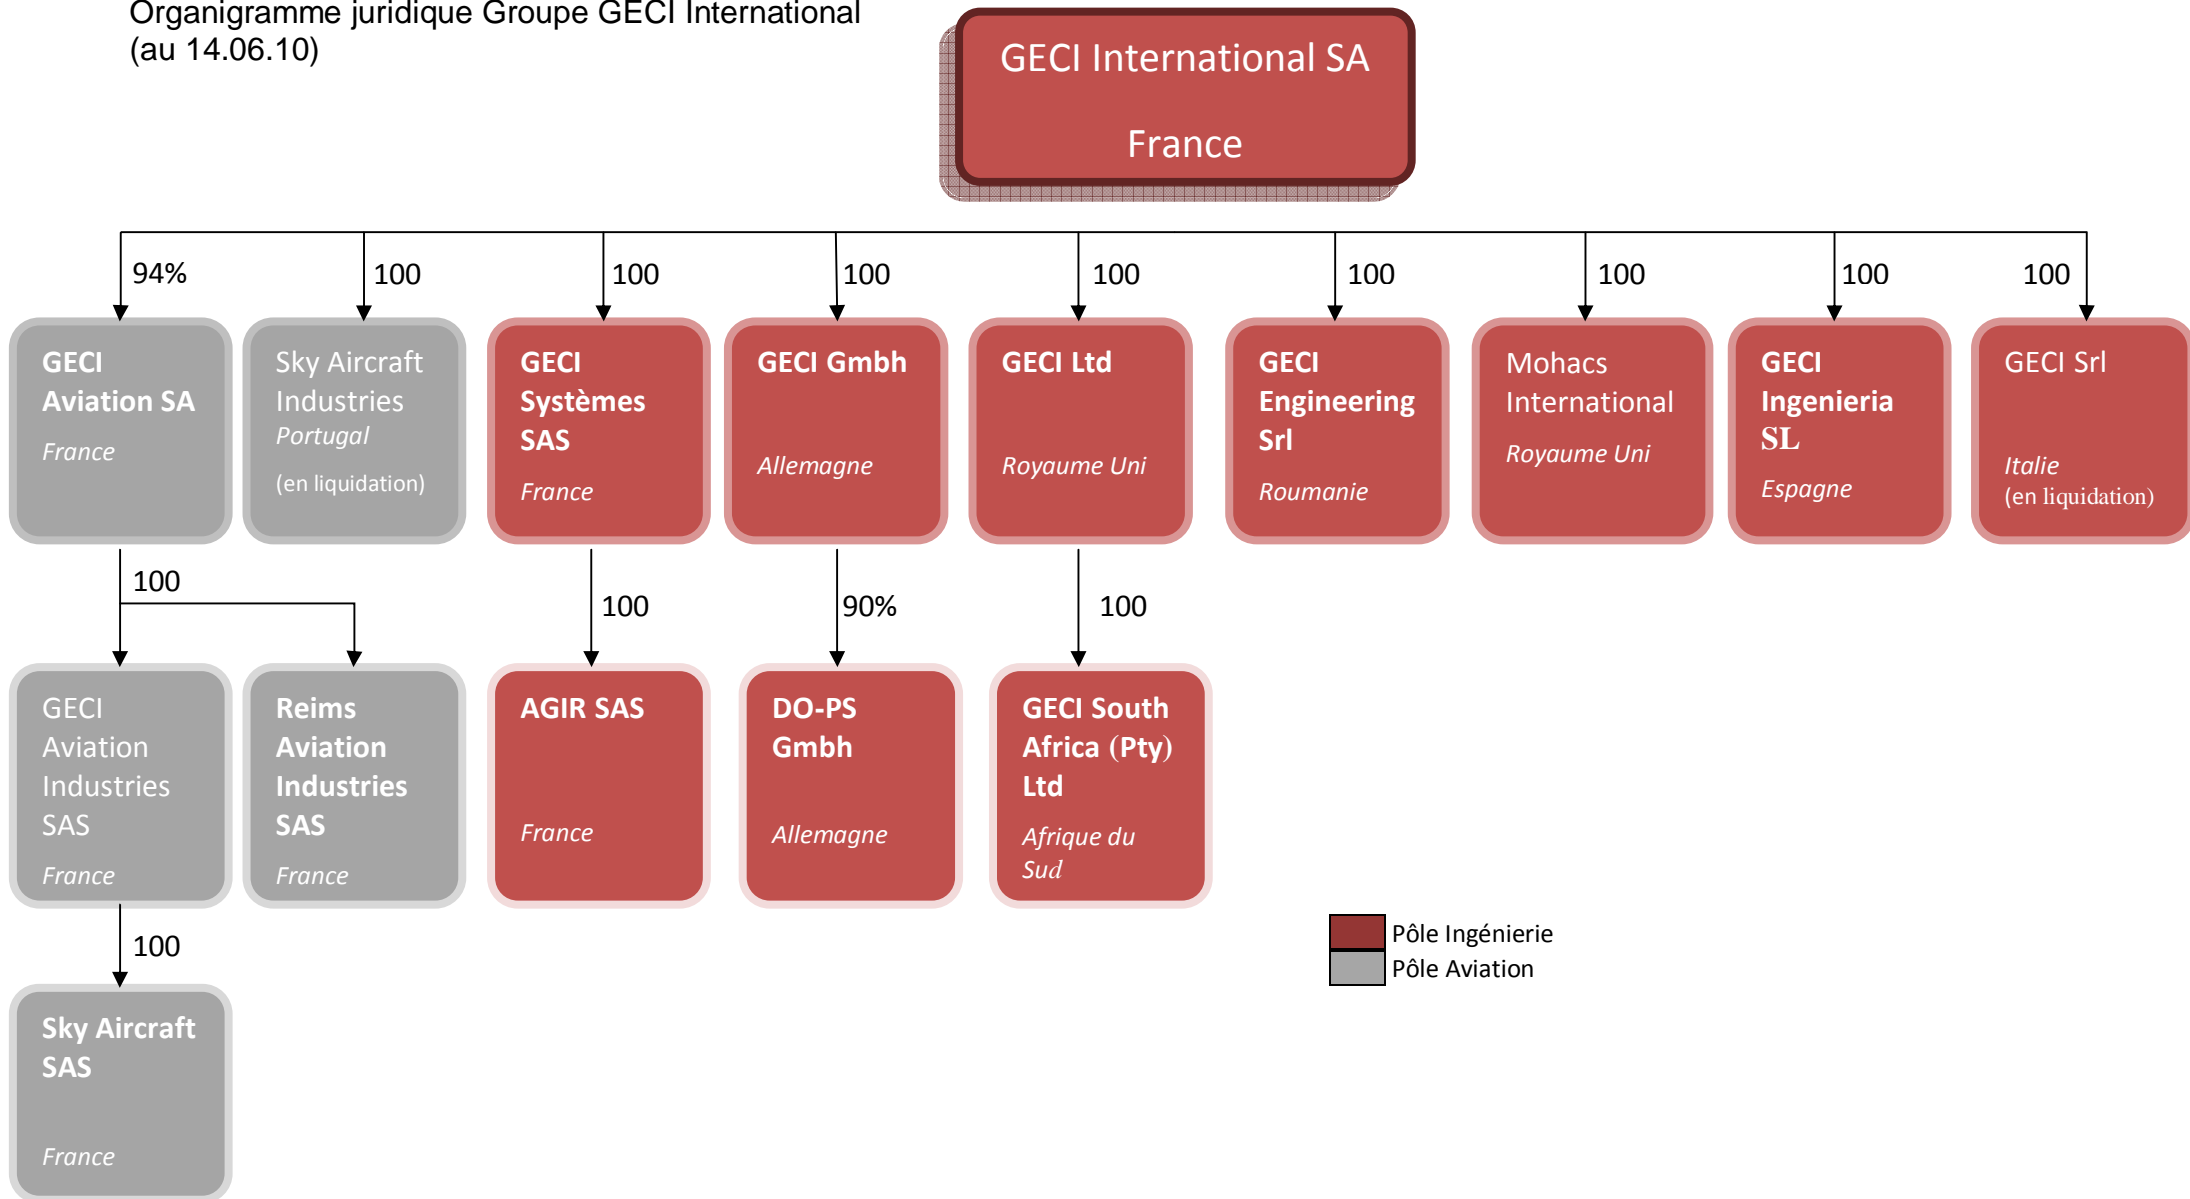 Organigramme juridique Groupe GECI International
(au 14.06.10)
GECI International SA
France
94%
100
100
100
100
100
100
100
100
GECI
Aviation SA
France
Sky Aircraft
Industries
Portugal
(en liquidation)
GECI
Systèmes
SAS
France
GECI Gmbh
Allemagne
GECI Ltd
Royaume Uni
GECI
Engineering
Srl
Roumanie
Mohacs
International
Royaume Uni
GECI
Ingenieria
SL
Espagne
GECI Srl
Italie
(en liquidation)
100
100
90%
100
GECI
Aviation
Industries
SAS
France
Reims
Aviation
Industries
SAS
France
AGIR SAS
France
DO-PS
Gmbh
Allemagne
GECI South
Africa (Pty)
Ltd
Afrique du
Sud
100
Pôle Ingénierie
Pôle Aviation
Sky Aircraft
SAS
France